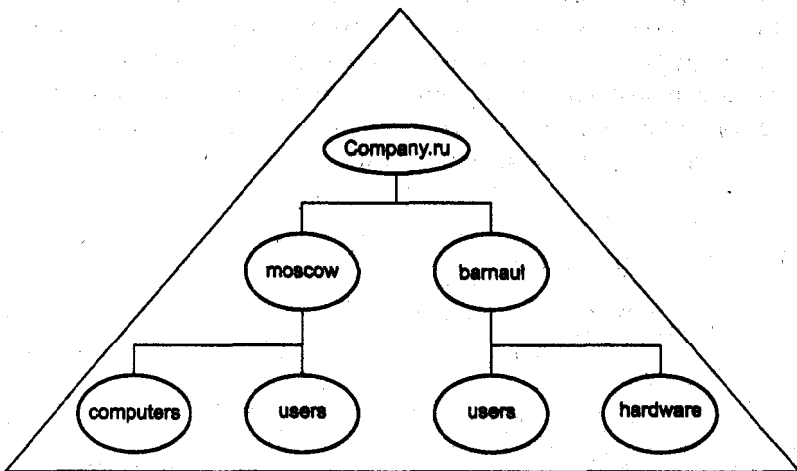 Company.ru
moscow
barnaul
computers
users
users
hardware